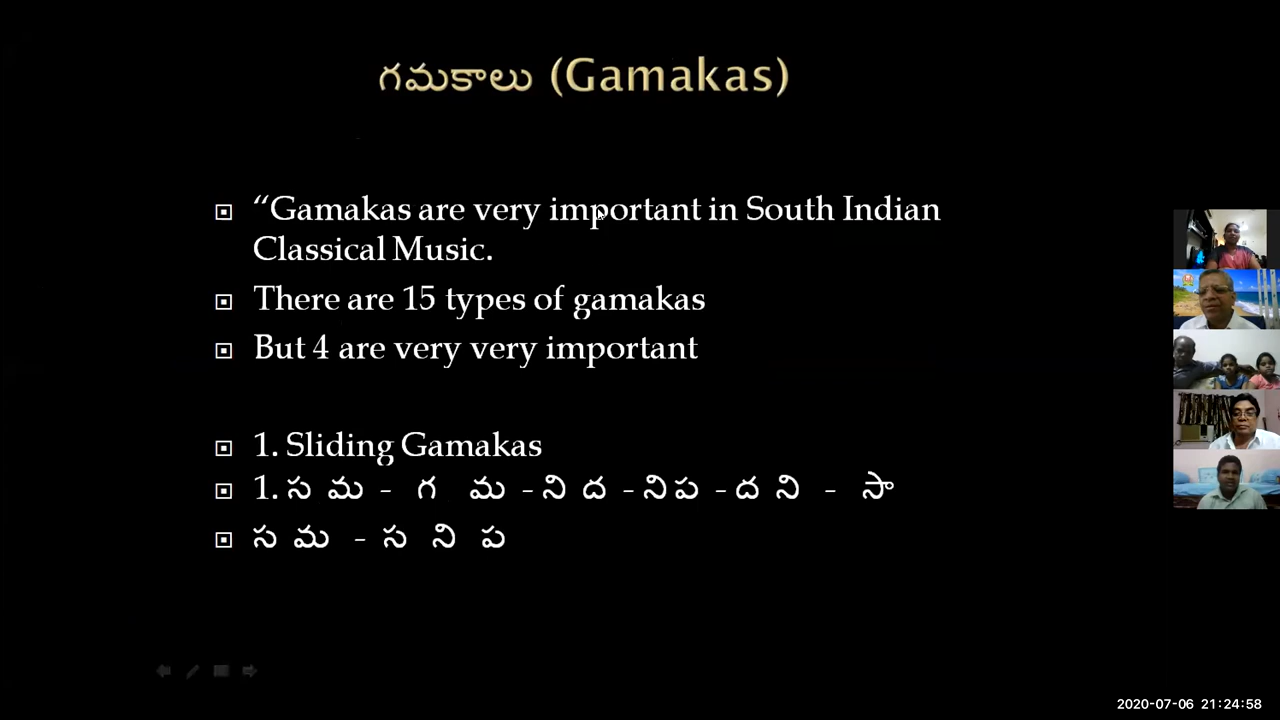 గమకాలు (Gamakas)
“Gamakas are very important in South Indian
Classical Music.
There are 15 types of gamakas
But 4 are very very important
1. Sliding Gamakas
1. స మ - గ మ - ని ద - ని ప - ద ని - సా
స మ - స ని ప
2020-07-06 21:24:58